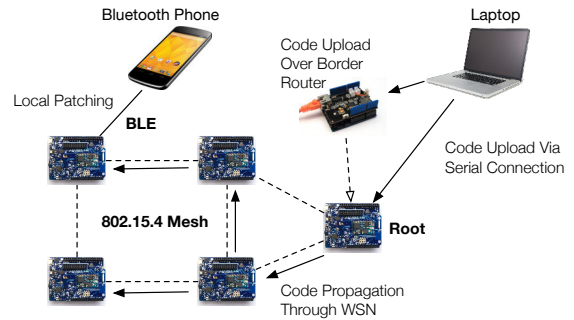 Bluetooth Phone
Laptop
Code Upload
Over Border
Router
Local Patching
BLE
Code Upload Via
Serial Connection
802.15.4 Mesh
Root
Code Propagation
Through WSN